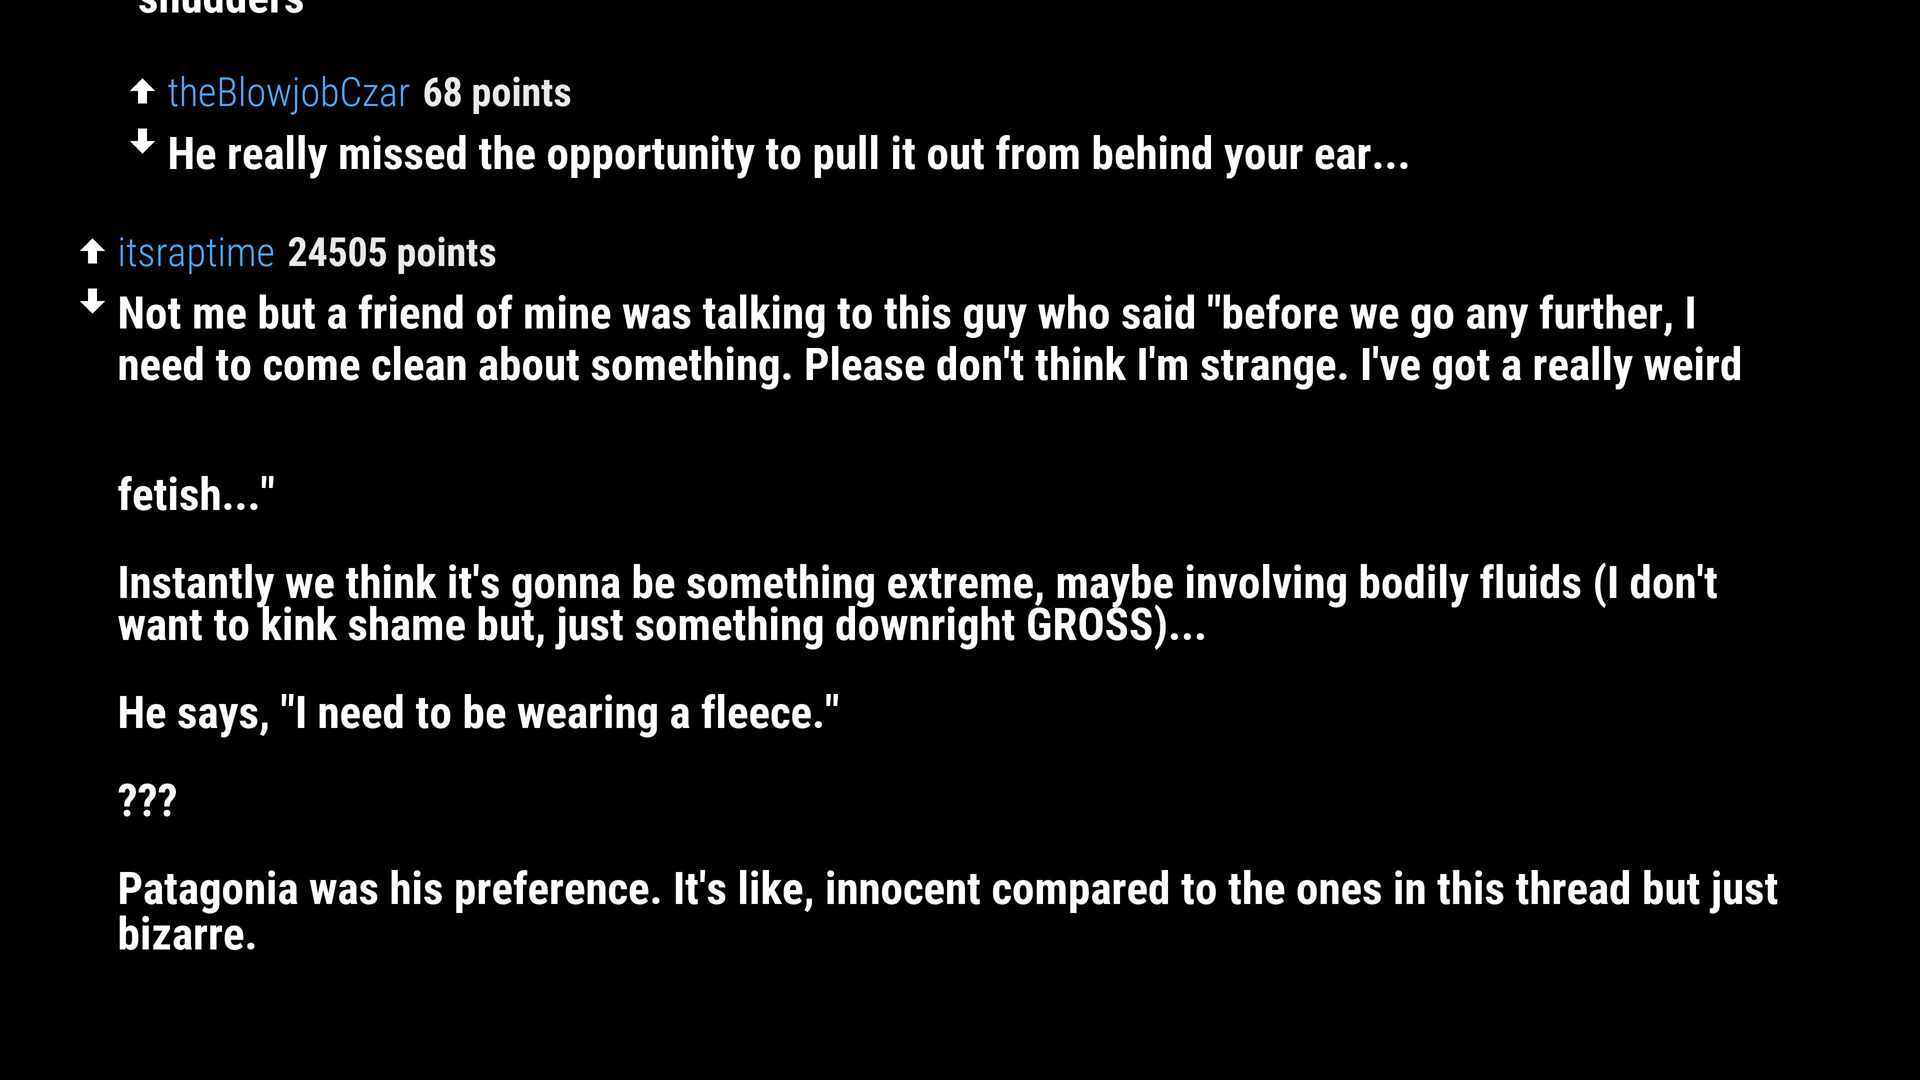 shudders
theBlowjobCzar 68 points
He really missed the opportunity to pull it out from behind your ear...
itsraptime 24505 points
Not me but a friend of mine was talking to this guy who said "before we go any further, I
need to come clean about something. Please don't think I'm strange. I've got a really weird
fetish..."
Instantly we think it's gonna be something extreme, maybe involving bodily fluids (I don't
want to kink shame but, just something downright GROSS)...
He says, "I need to be wearing a fleece."
???
Patagonia was his preference. It's like, innocent compared to the ones in this thread but just
bizarre.